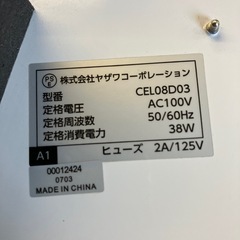 PS
E
株式会社ヤザワコーポレーション
型番 CEL08D03
定格電圧 AC100V
定格周波数 50/60Hz
定格消費電力 38W
A1 ヒューズ 2A/125V
00012424
0703
MADE IN CHINA